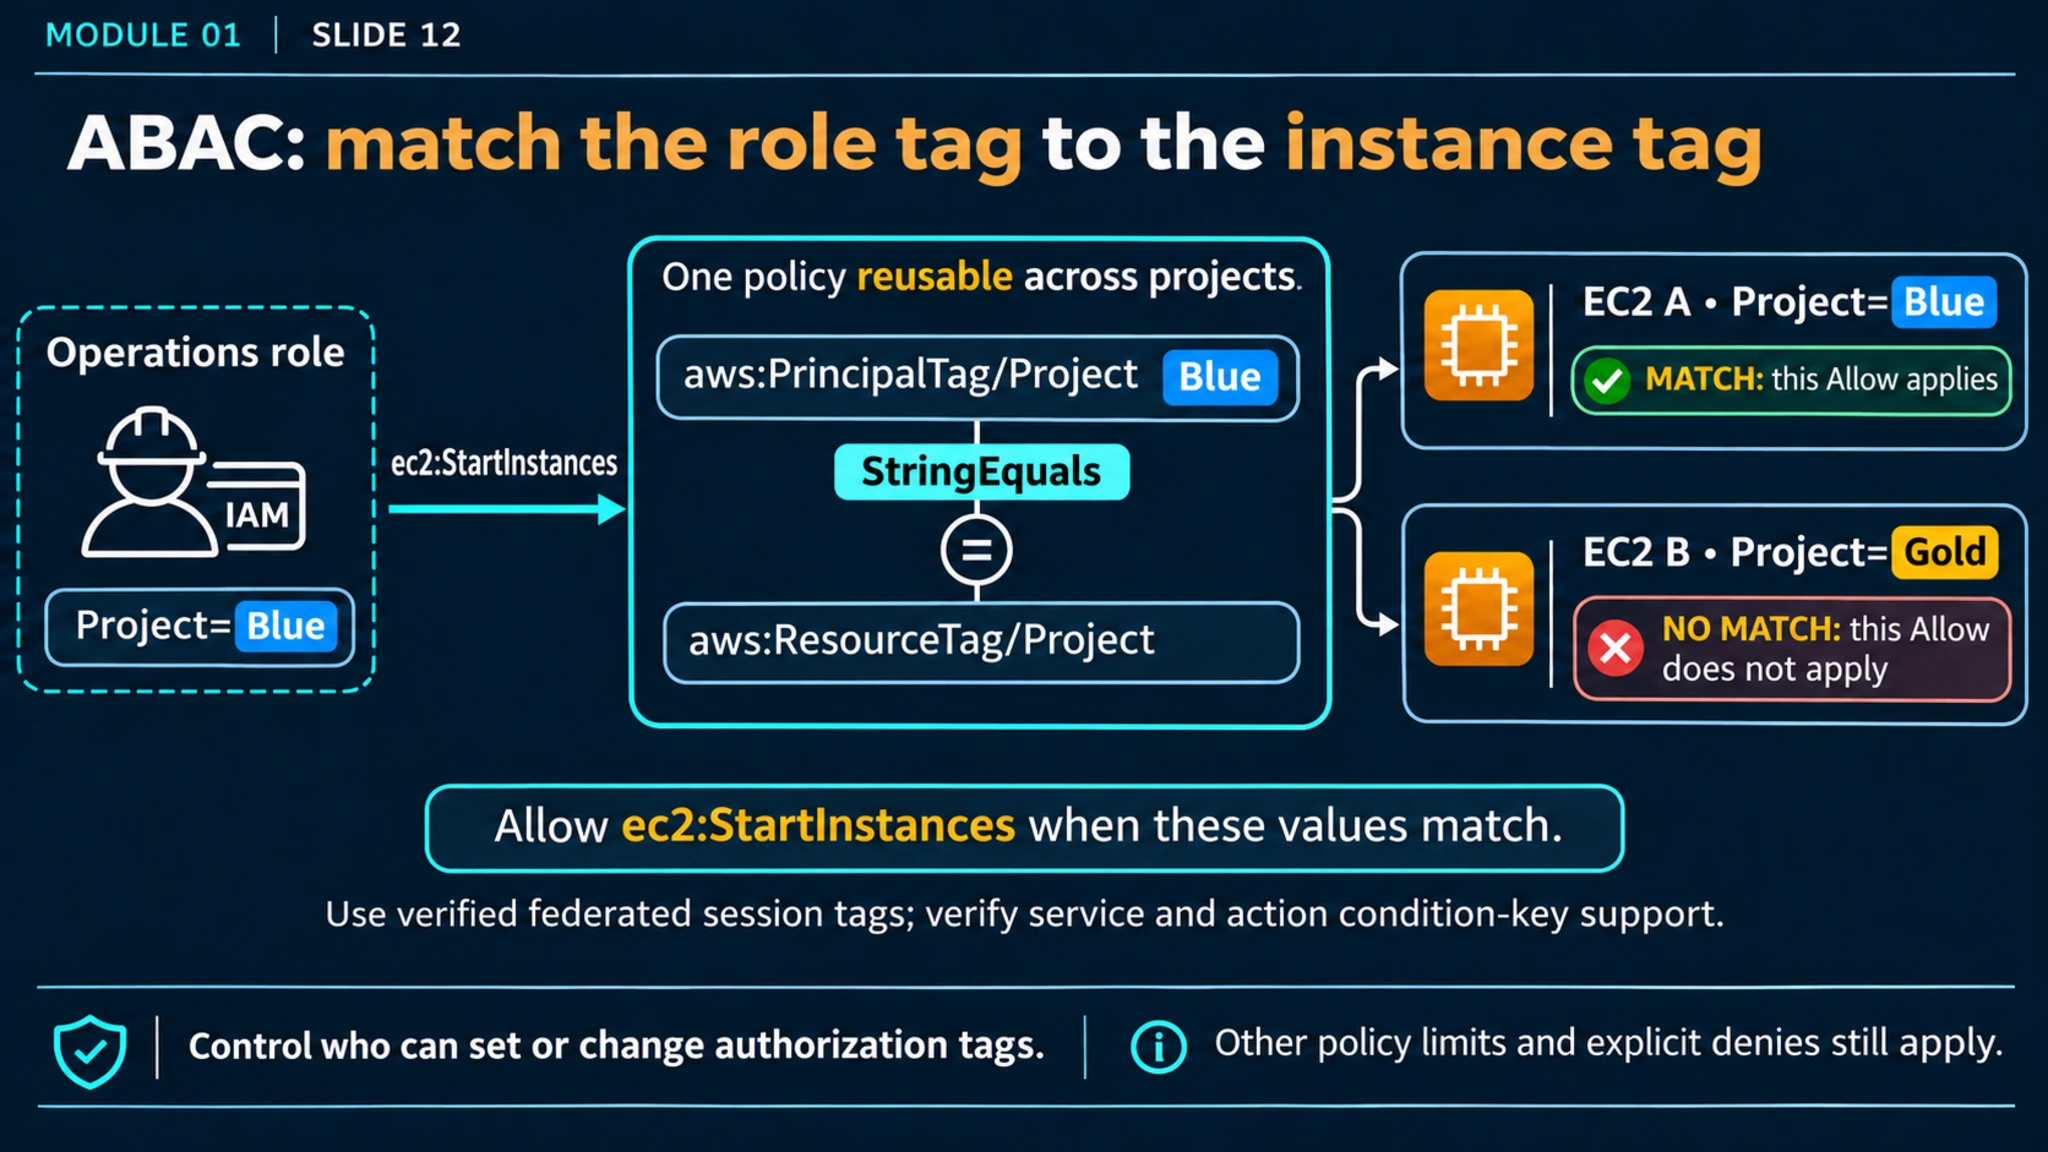 MODULE 01 | SLIDE 12
ABAC: match the role tag to the instance tag
Operations role
IAM
Project=Blue
ec2:StartInstances
One policy reusable across projects.
aws:PrincipalTag/Project Blue
StringEquals
=
aws:ResourceTag/Project
EC2 A • Project=Blue
MATCH: this Allow applies
EC2 B • Project=Gold
NO MATCH: this Allow
does not apply
Allow ec2:StartInstances when these values match.
Use verified federated session tags; verify service and action condition-key support.
Control who can set or change authorization tags.
Other policy limits and explicit denies still apply.